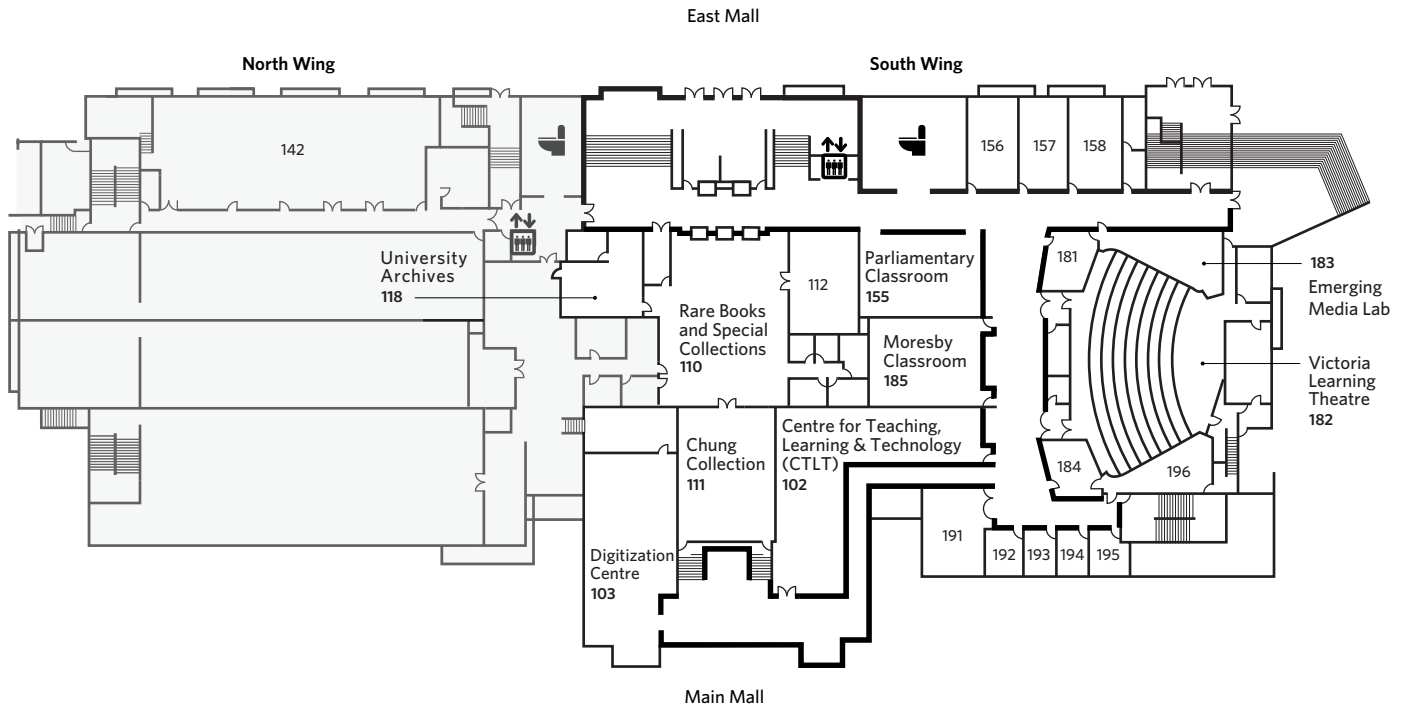 East Mall
North Wing
South Wing
142
156
157
158
University
Archives
118
Rare Books
and Special
Collections
110
112
Parliamentary
Classroom
155
Moresby
Classroom
185
181
183
Emerging
Media Lab
Victoria
Learning
Theatre
182
184
196
Chung
Collection
111
Centre for Teaching,
Learning & Technology
(CTLT)
102
Digitization
Centre
103
191
192
193
194
195
Main Mall